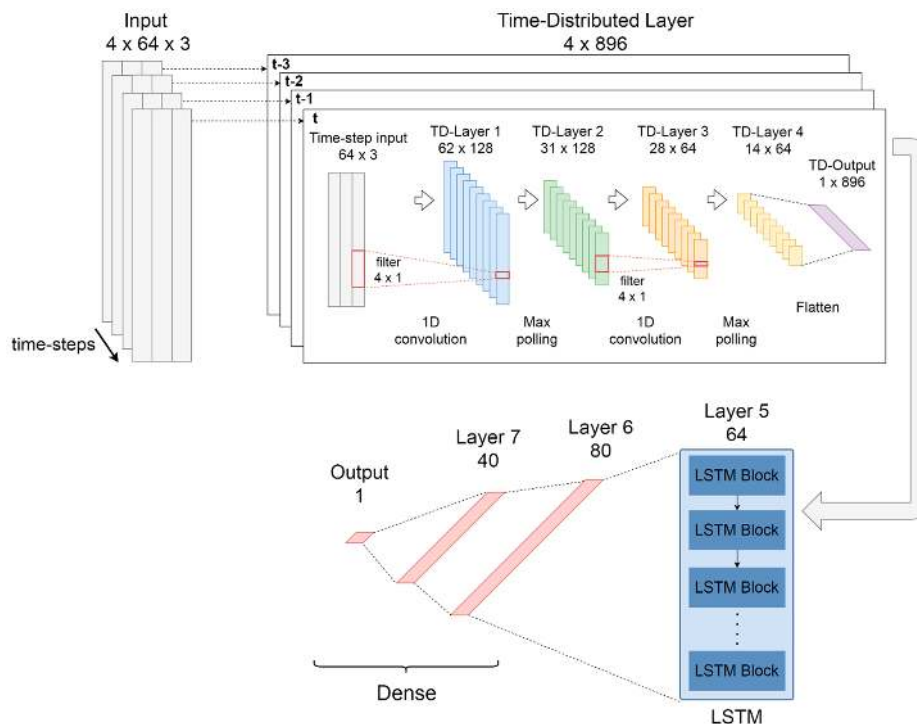 Input
4 x 64 x 3
Time-Distributed Layer
4 x 896
t-3
t-2
t-1
t
Time-step input
64 x 3
TD-Layer 1
62 x 128
TD-Layer 2
31 x 128
TD-Layer 3
28 x 64
TD-Layer 4
14 x 64
TD-Output
1 x 896
filter
4 x 1
filter
4 x 1
Flatten
1D
convolution
Max
polling
1D
convolution
Max
polling
time-steps
Output
1
Layer 7
40
Layer 6
80
Layer 5
64
LSTM Block
LSTM Block
LSTM Block
LSTM Block
Dense
LSTM